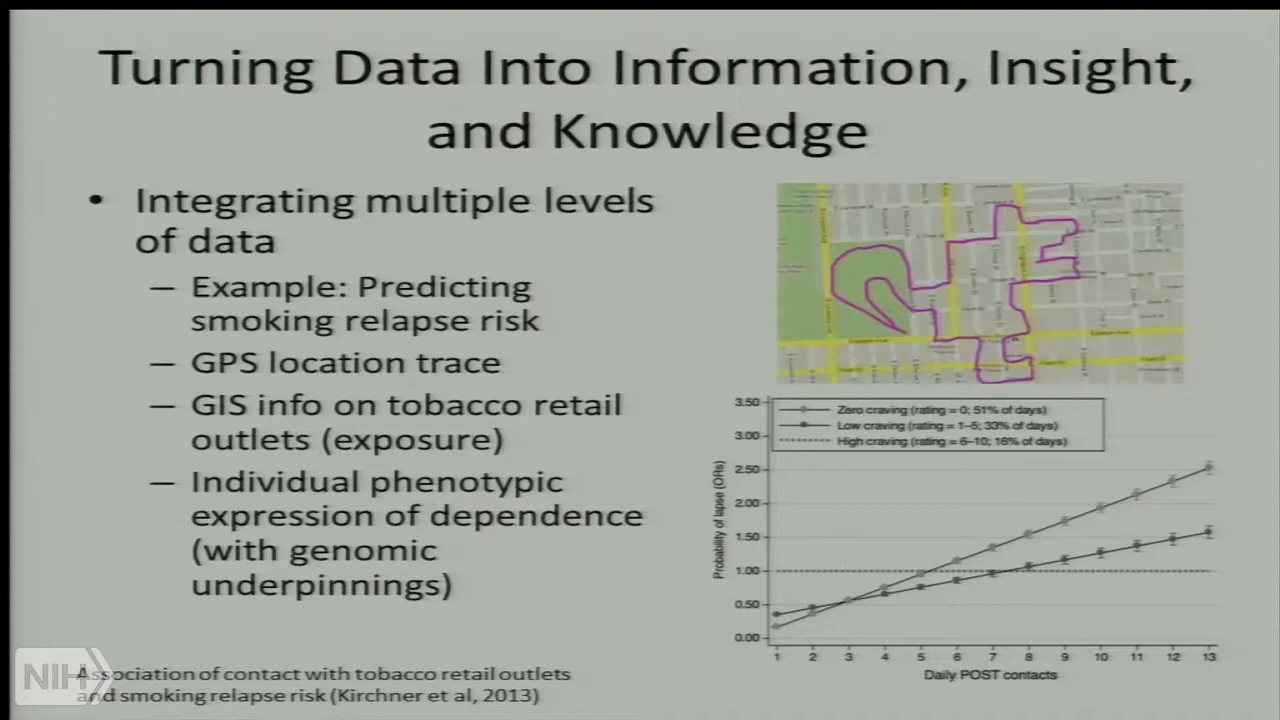 Turning Data Into Information, Insight,
and Knowledge
• Integrating multiple levels
of data
– Example: Predicting
smoking relapse risk
– GPS location trace
– GIS info on tobacco retail
outlets (exposure)
– Individual phenotypic
expression of dependence
(with genomic
underpinnings)
Zero craving (rating = 0; 51% of days)
Low craving (rating = 1–5; 33% of days)
High craving (rating = 6–10; 16% of days)
Probability of lapse (ORs)
3.50
3.00
2.50
2.00
1.50
1.00
0.50
0.00
1 2 3 4 5 6 7 8 9 10 11 12 13
Daily POST contacts
NIH
Association of contact with tobacco retail outlets
and smoking relapse risk (Kirchner et al, 2013)